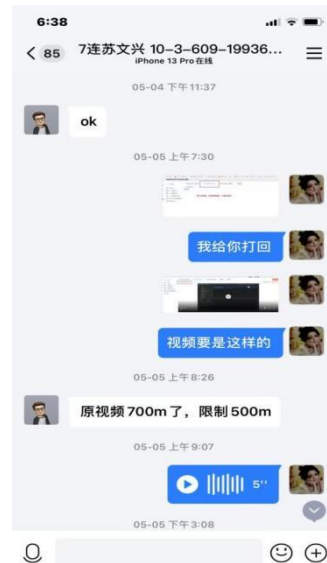 6:38
85
7连苏文兴 10-3-609-19936...
iPhone 13 Pro在线
05-04 下午11:37
ok
05-05 上午7:30
我给你打回
视频要是这样的
05-05 上午8:26
原视频700m了，限制500m
05-05 上午9:07
5''
05-05 下午3:08